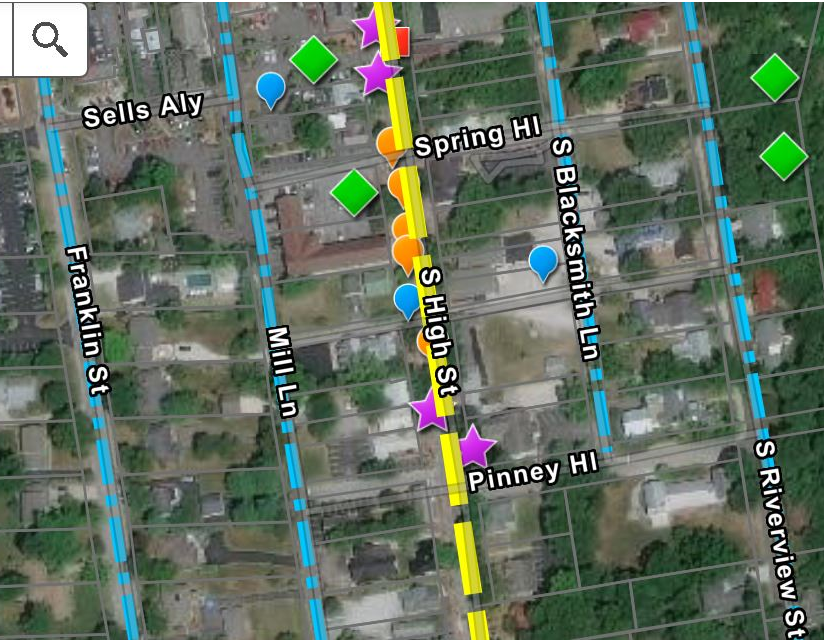 Sells Aly
Spring Hl
S Blacksmith Ln
Franklin St
S High St
Mill Ln
Pinney Hl
S Riverview St